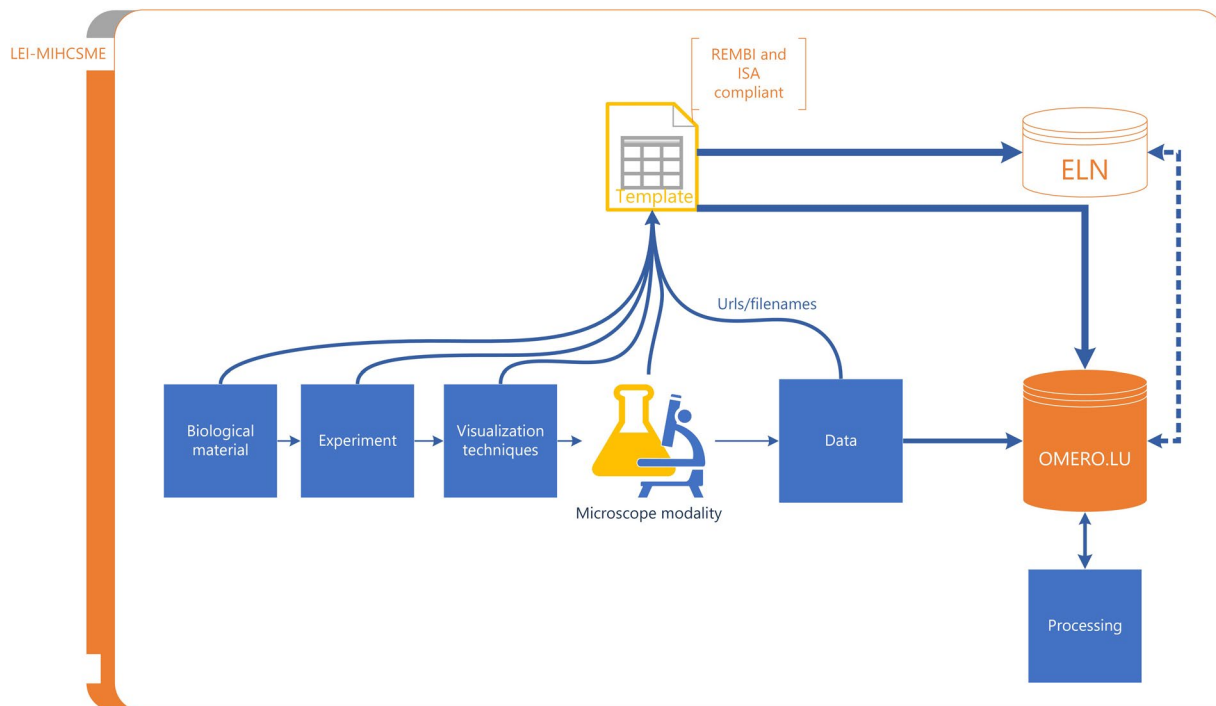 LEI-MIHCSME
REMBI and
ISA
compliant
Template
ELN
Urls/filenames
Biological
material
Experiment
Visualization
techniques
Data
OMERO.LU
Microscope modality
Processing